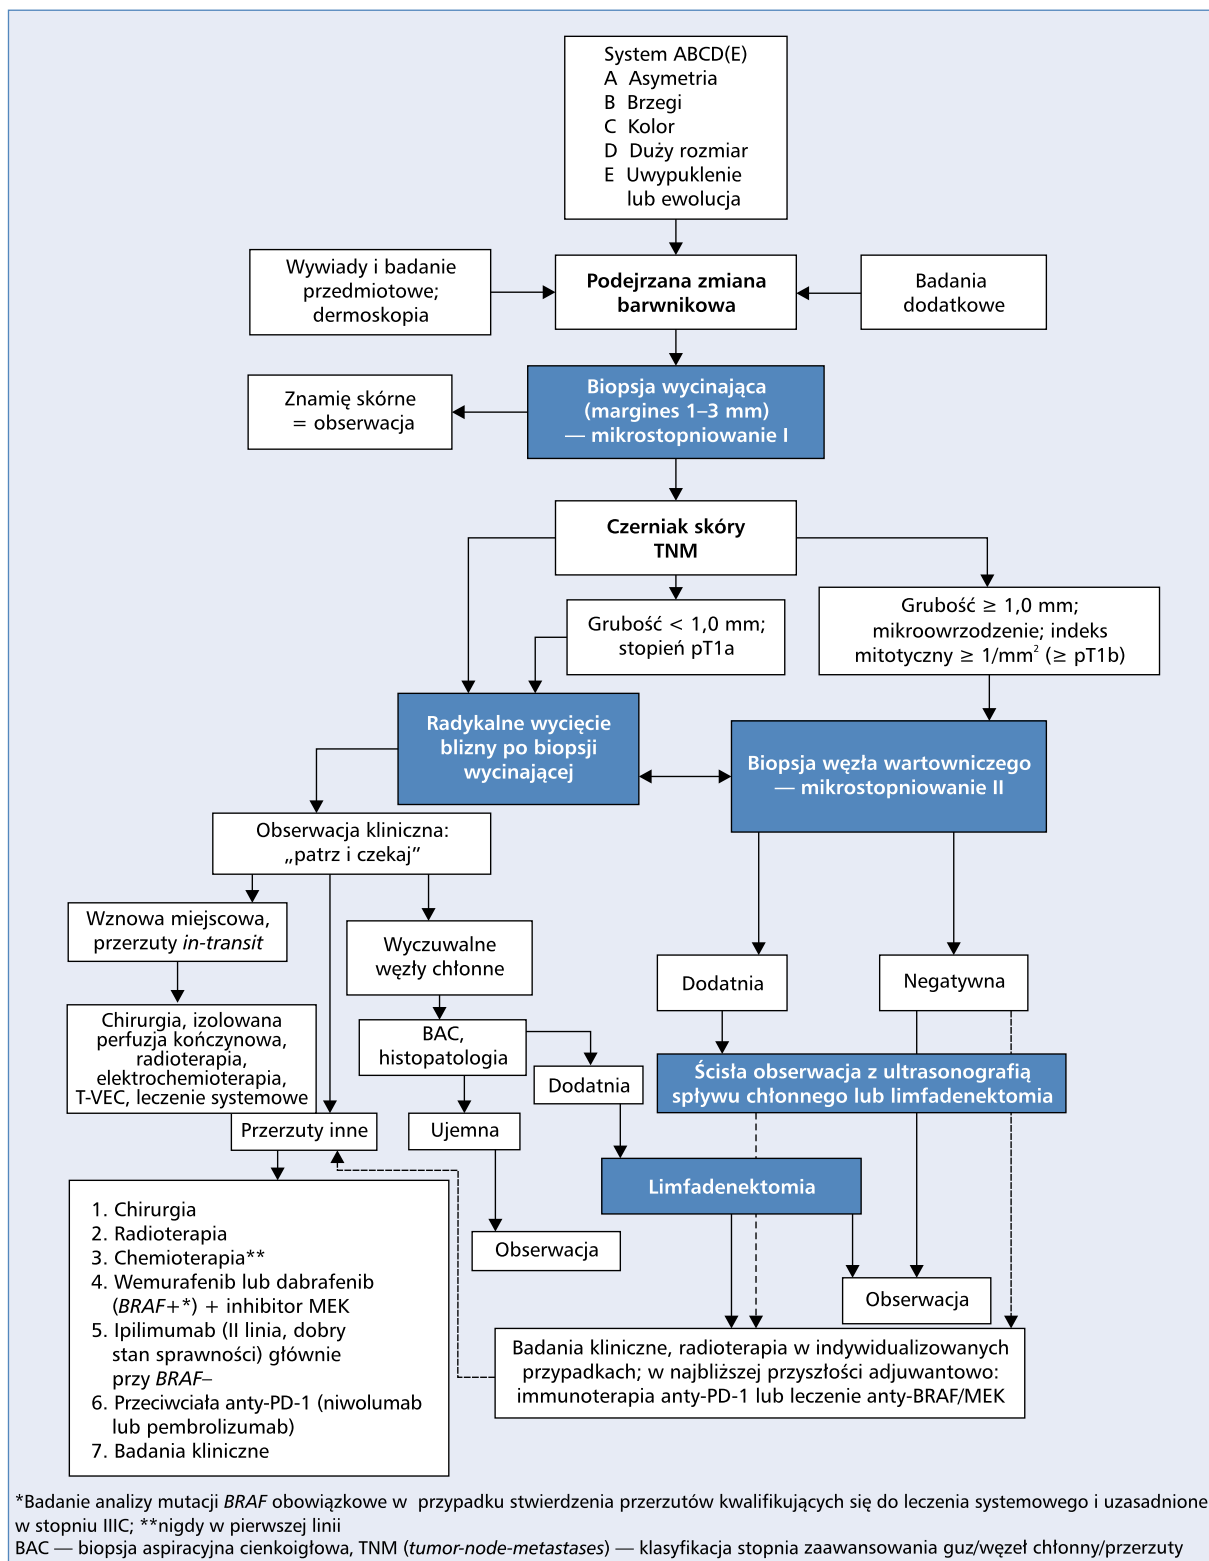 System ABCD(E)
A Asymetria
B Brzegi
C Kolor
D Duży rozmiar
E Uwypuklenie
lub ewolucja
Wywiady i badanie
przedmiotowe;
dermoskopia
Podejrzana zmiana
barwnikowa
Badania
dodatkowe
Biopsja wycinająca
(margines 1–3 mm)
— mikrostopniowanie I
Znamię skórne
= obserwacja
Czerniak skóry
TNM
Grubość < 1,0 mm;
stopień pT1a
Grubość ≥ 1,0 mm;
mikroowrzodzenie; indeks
mitotyczny ≥ 1/mm² (≥ pT1b)
Radykalne wycięcie
blizny po biopsji
wycinającej
Biopsja węzła wartowniczego
— mikrostopniowanie II
Obserwacja kliniczna:
„patrz i czekaj”
Wznowa miejscowa,
przerzuty in-transit
Wyczuwalne
węzły chłonne
Dodatnia
Negatywna
Chirurgia, izolowana
perfuzja kończynowa,
radioterapia,
elektrochemioterapia,
T-VEC, leczenie systemowe
BAC,
histopatologia
Dodatnia
Ścisła obserwacja z ultrasonografią
spływu chłonnego lub limfadenektomia
Przerzuty inne
Ujemna
Limfadenektomia
1. Chirurgia
2. Radioterapia
3. Chemioterapia**
4. Wemurafenib lub dabrafenib
(BRAF+*) + inhibitor MEK
5. Ipilimumab (II linia, dobry
stan sprawności) głównie
przy BRAF–
6. Przeciwciała anty-PD-1 (niwolumab
lub pembrolizumab)
7. Badania kliniczne
Obserwacja
Obserwacja
Badania kliniczne, radioterapia w indywidualizowanych
przypadkach; w najbliższej przyszłości adjuwantowo:
immunoterapia anty-PD-1 lub leczenie anty-BRAF/MEK
*Badanie analizy mutacji BRAF obowiązkowe w przypadku stwierdzenia przerzutów kwalifikujących się do leczenia systemowego i uzasadnione
w stopniu IIIC; **nigdy w pierwszej linii
BAC — biopsja aspiracyjna cienkoigłowa, TNM (tumor-node-metastases) — klasyfikacja stopnia zaawansowania guz/węzeł chłonny/przerzuty